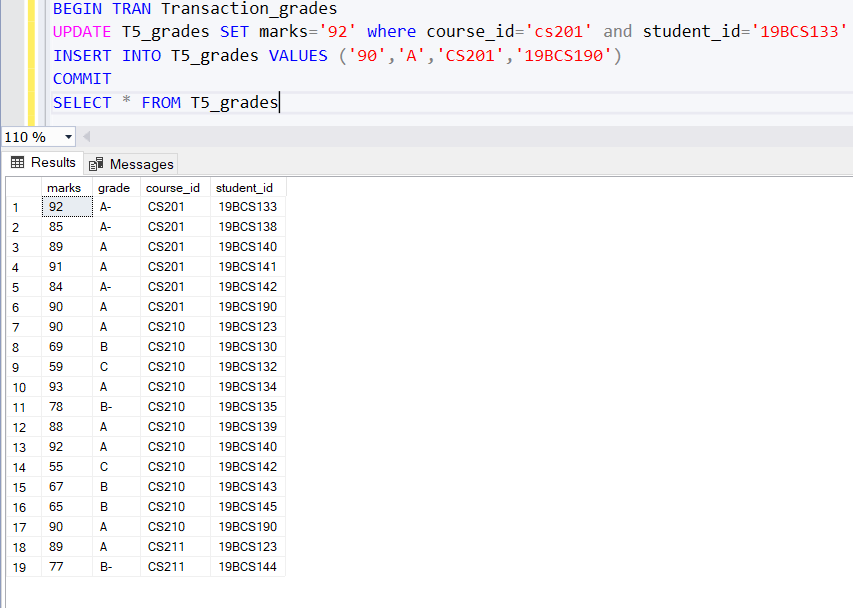 BEGIN TRAN Transaction_grades
UPDATE T5_grades SET marks='92' where course_id='cs201' and student_id='19BCS133'
INSERT INTO T5_grades VALUES ('90','A','CS201','19BCS190')
COMMIT
SELECT * FROM T5_grades
110 %
Results Messages
marks grade course_id student_id
1 92 A- CS201 19BCS133
2 85 A- CS201 19BCS138
3 89 A CS201 19BCS140
4 91 A CS201 19BCS141
5 84 A- CS201 19BCS142
6 90 A CS201 19BCS190
7 90 A CS210 19BCS123
8 69 B CS210 19BCS130
9 59 C CS210 19BCS132
10 93 A CS210 19BCS134
11 78 B- CS210 19BCS135
12 88 A CS210 19BCS139
13 92 A CS210 19BCS140
14 55 C CS210 19BCS142
15 67 B CS210 19BCS143
16 65 B CS210 19BCS145
17 90 A CS210 19BCS190
18 89 A CS211 19BCS123
19 77 B- CS211 19BCS144